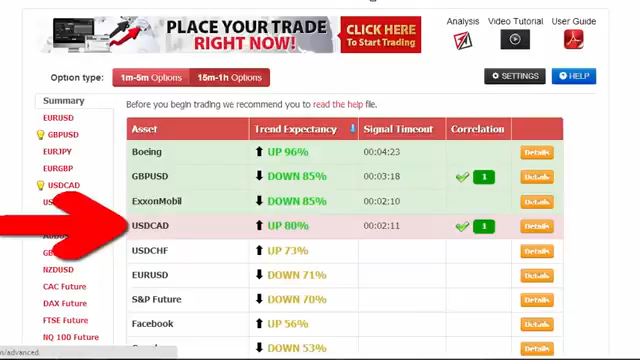 PLACE YOUR TRADE
RIGHT NOW!
CLICK HERE
To Start Trading
Analysis
Video Tutorial
User Guide
Option type:
1m-5m Options
15m-1h Options
SETTINGS
HELP
Summary
Before you begin trading we recommend you to read the help file.
EURUSD
GBPUSD
EURJPY
EURGBP
USDCAD
NZDUSD
CAC Future
DAX Future
FTSE Future
NQ 100 Future
Asset Trend Expectancy Signal Timeout Correlation
Boeing UP 96% 00:04:23 Details
GBPUSD DOWN 85% 00:03:18 1 Details
ExxonMobil DOWN 85% 00:02:10 Details
USDCAD UP 80% 00:02:11 1 Details
USDCHF UP 73% Details
EURUSD DOWN 71% Details
S&P Future DOWN 70% Details
Facebook UP 56% Details
DOWN 53% Details
m/advanced